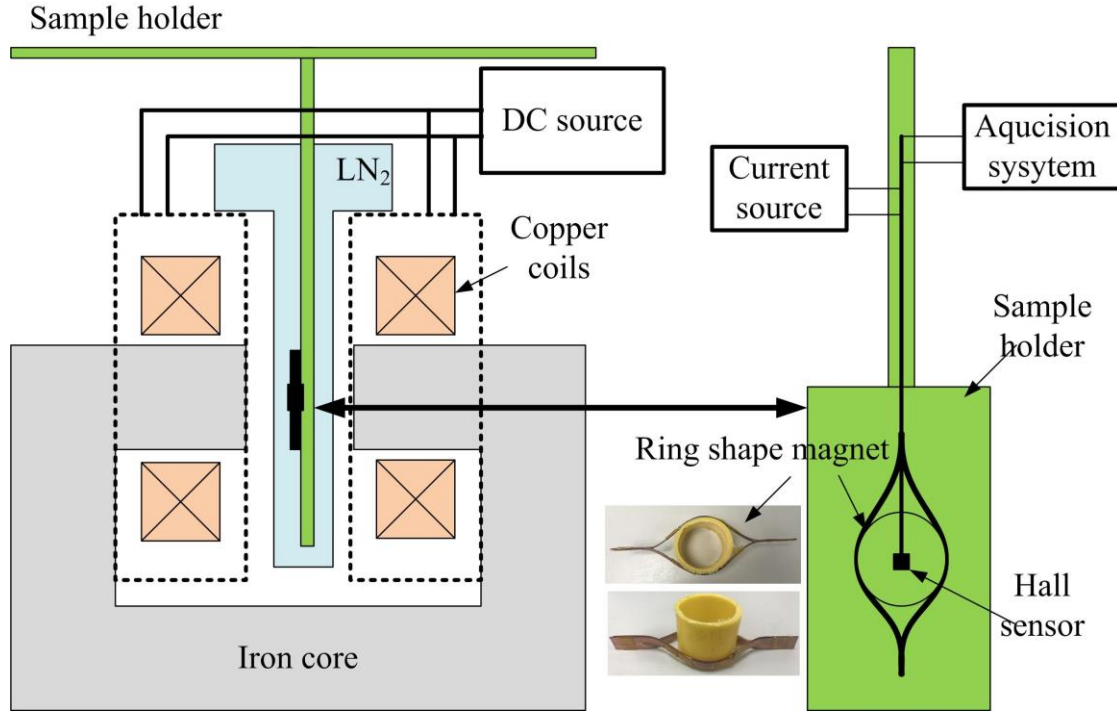 Sample holder
DC source
LN₂
Copper
coils
Iron core
Aqucision
sysytem
Current
source
Sample
holder
Ring shape magnet
Hall
sensor